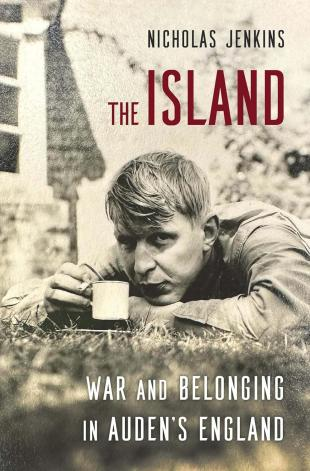 NICHOLAS JENKINS
THE ISLAND
WAR AND BELONGING
IN AUDEN'S ENGLAND